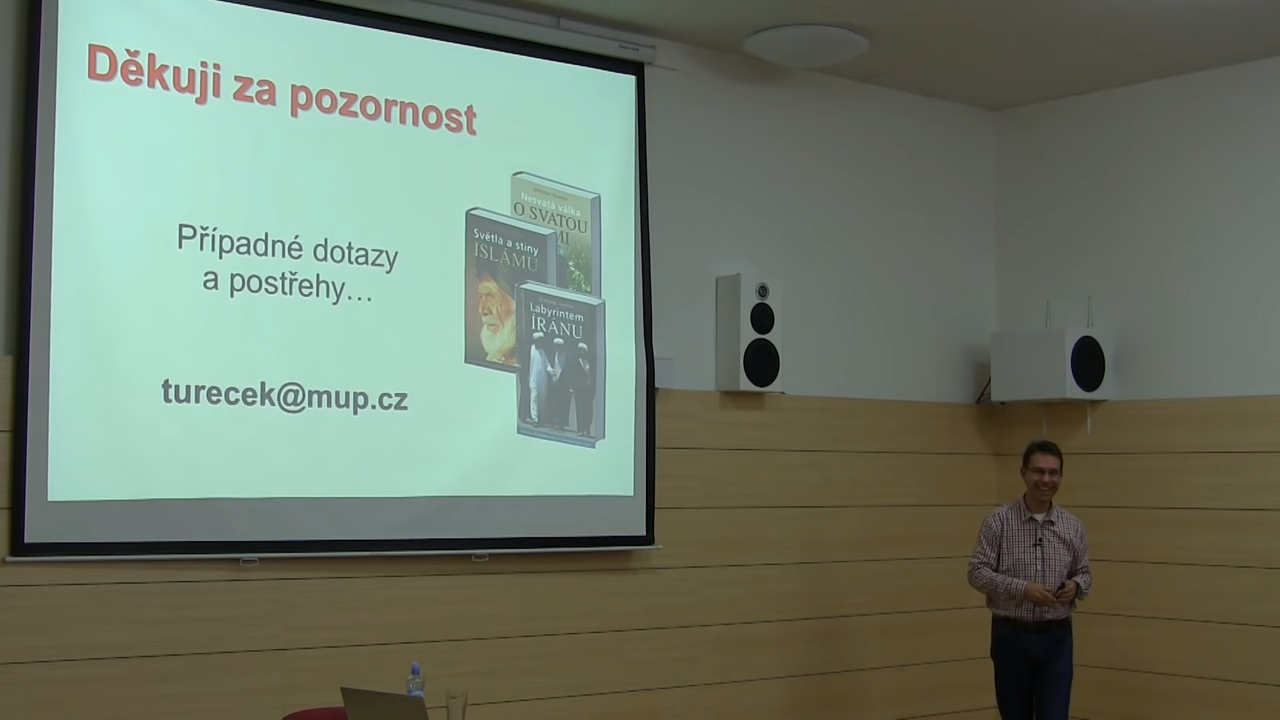 Děkuji za pozornost
Případné dotazy
a postřehy...
turecek@mup.cz
Nesvatá válka
O SVATOU
Světla a stíny
ISLÁMU
Labyrintem
ÍRÁNU